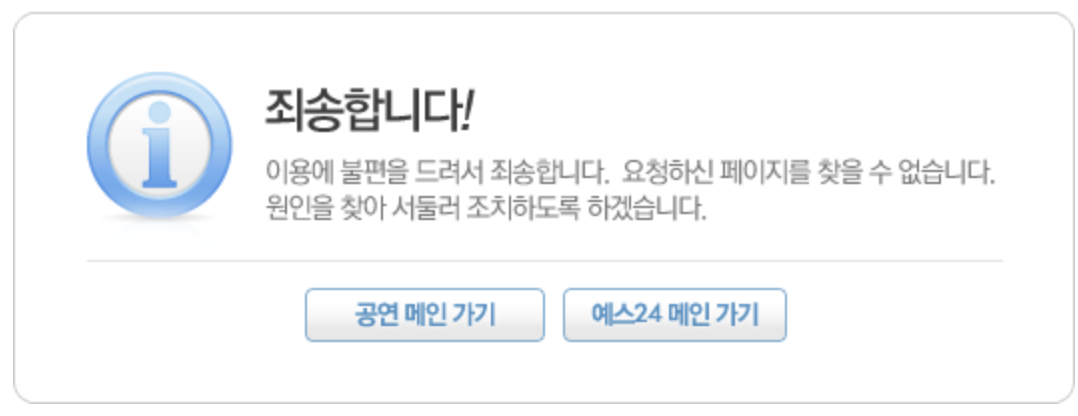 죄송합니다!
이용에 불편을 드려서 죄송합니다. 요청하신 페이지를 찾을 수 없습니다.
원인을 찾아 서둘러 조치하도록 하겠습니다.
공연 메인 가기
예스24 메인 가기